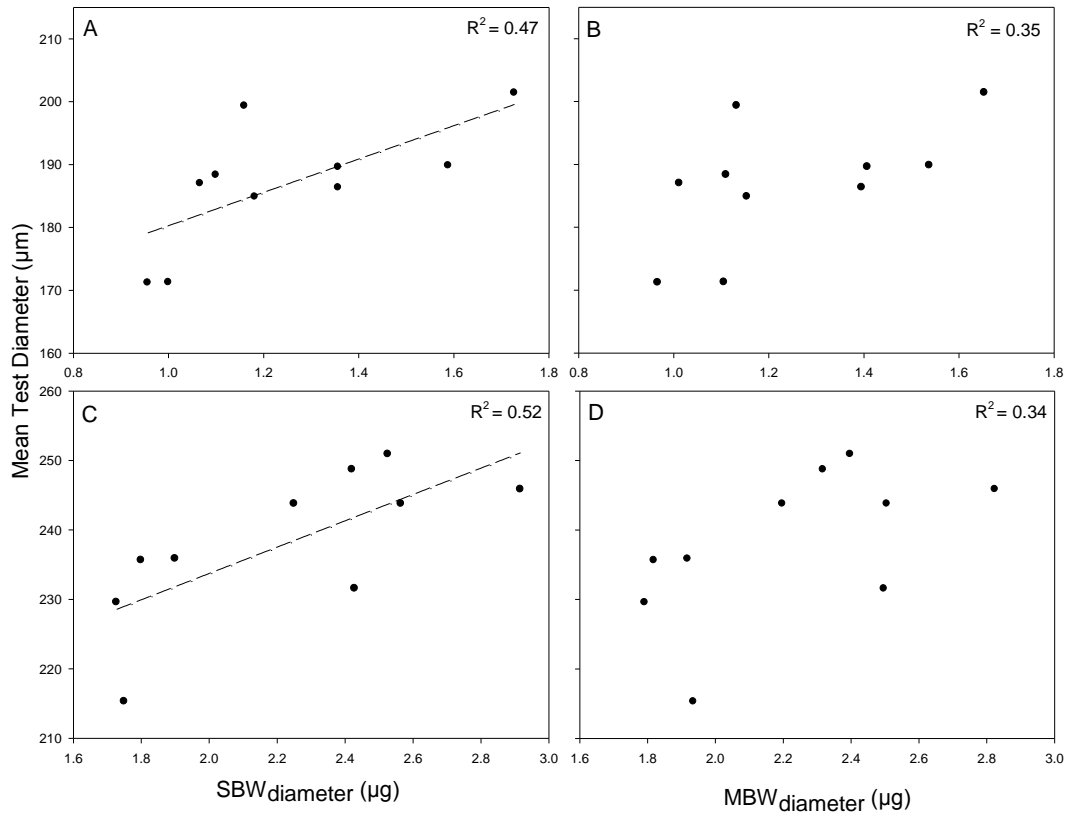 A
R² = 0.47
B
R² = 0.35
210
200
190
180
170
160
0.8 1.0 1.2 1.4 1.6 1.8
0.8 1.0 1.2 1.4 1.6 1.8
Mean Test Diameter (µm)
C
R² = 0.52
D
R² = 0.34
260
250
240
230
220
210
1.6 1.8 2.0 2.2 2.4 2.6 2.8 3.0
1.6 1.8 2.0 2.2 2.4 2.6 2.8 3.0
SBWdiameter (µg)
MBWdiameter (µg)